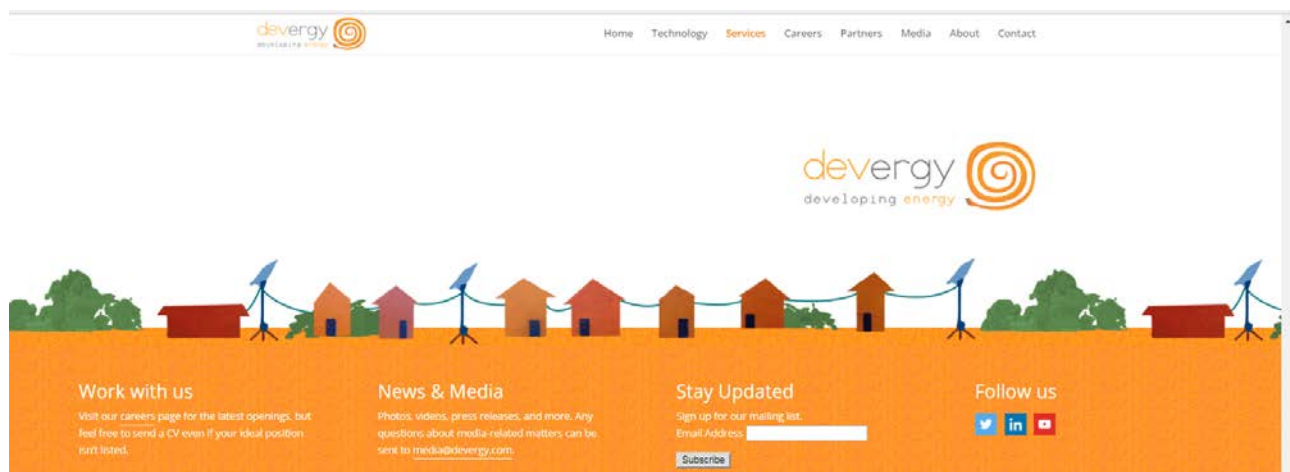 devergy
developing energy
Home Technology Services Careers Partners Media About Contact
devergy
developing energy
Work with us
Visit our careers page for the latest openings, but
feel free to send a CV even if your ideal position
isn't listed.
News & Media
Photos, videos, press releases, and more. Any
questions about media-related matters can be
sent to media@devergy.com
Stay Updated
Sign up for our mailing list.
Email Address
Subscribe
Follow us
in